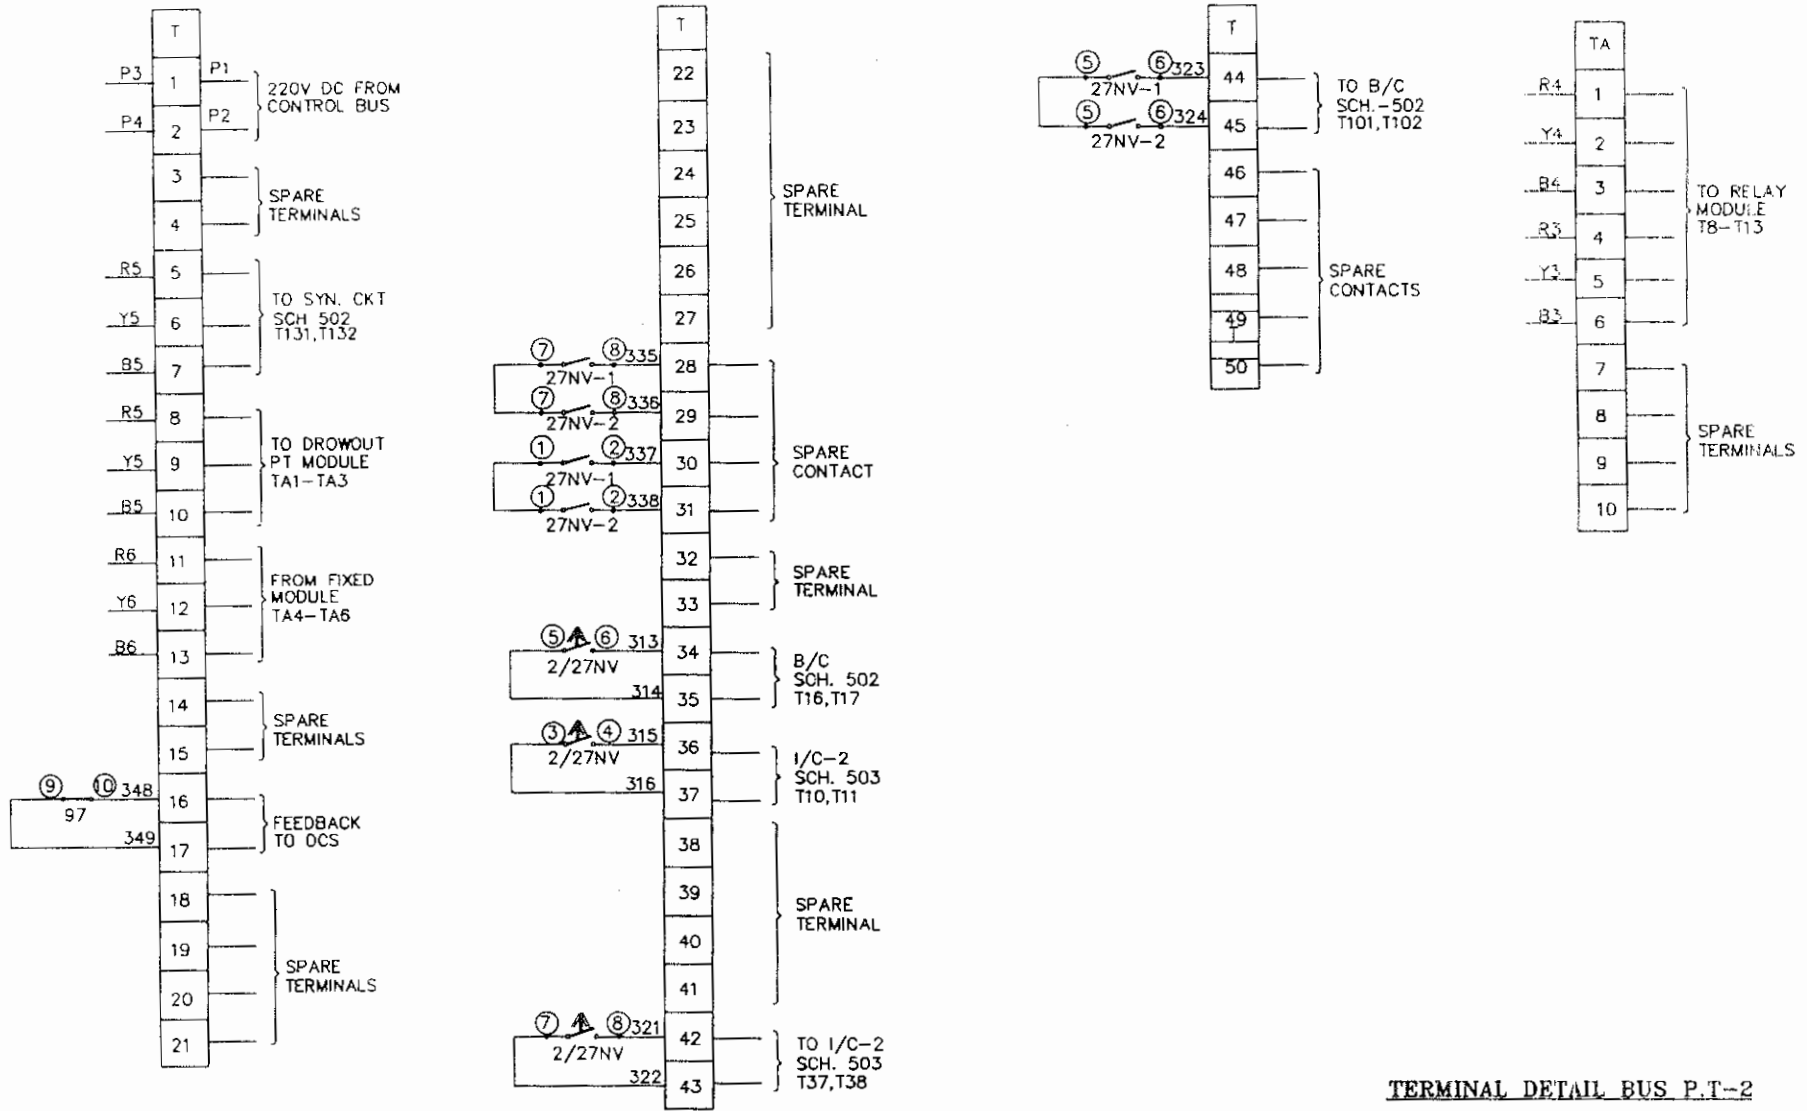 T
P3 1 P1
220V DC FROM
CONTROL BUS
P4 2 P2
3
SPARE
TERMINALS
4
R5 5
TO SYN. CKT
SCH 502
T131,T132
Y5 6
B5 7
R5 8
TO DROWOUT
PT MODULE
TA1-TA3
Y5 9
B5 10
R6 11
FROM FIXED
MODULE
TA4-TA6
Y6 12
B6 13
14
SPARE
TERMINALS
15
9 10 348 16
97
FEEDBACK
TO DCS
349 17
18
19
SPARE
TERMINALS
20
21
T
22
23
24
SPARE
TERMINAL
25
26
27
7 8 335 28
27NV-1
7 8 336 29
27NV-2
SPARE
CONTACT
1 2 337 30
27NV-1
1 2 338 31
27NV-2
32
SPARE
TERMINAL
33
5 6 313 34
2/27NV
B/C
SCH. 502
T16,T17
314 35
3 4 315 36
2/27NV
I/C-2
SCH. 503
T10,T11
316 37
38
39
SPARE
TERMINAL
40
41
7 8 321 42
2/27NV
TO I/C-2
SCH. 503
T37,T38
322 43
T
5 6 323 44
27NV-1
TO B/C
SCH.-502
T101,T102
5 6 324 45
27NV-2
46
47
48
SPARE
CONTACTS
49
T
50
TA
R4 1
Y4 2
B4 3
TO RELAY
MODULE
T8-T13
R3 4
Y3 5
B3 6
7
8
SPARE
TERMINALS
9
10
TERMINAL DETAIL BUS P.T-2